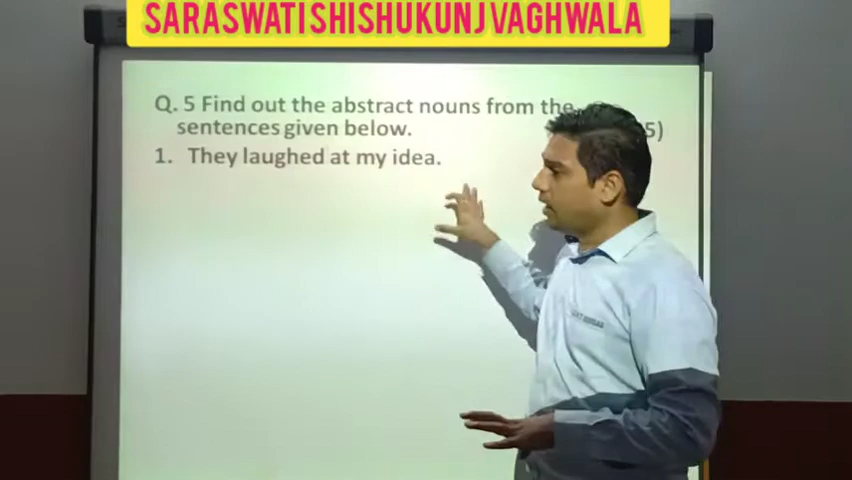 SARASWATI SHISHUKUNJ VAGHWALA
Q. 5 Find out the abstract nouns from the
sentences given below. 5)
1. They laughed at my idea.